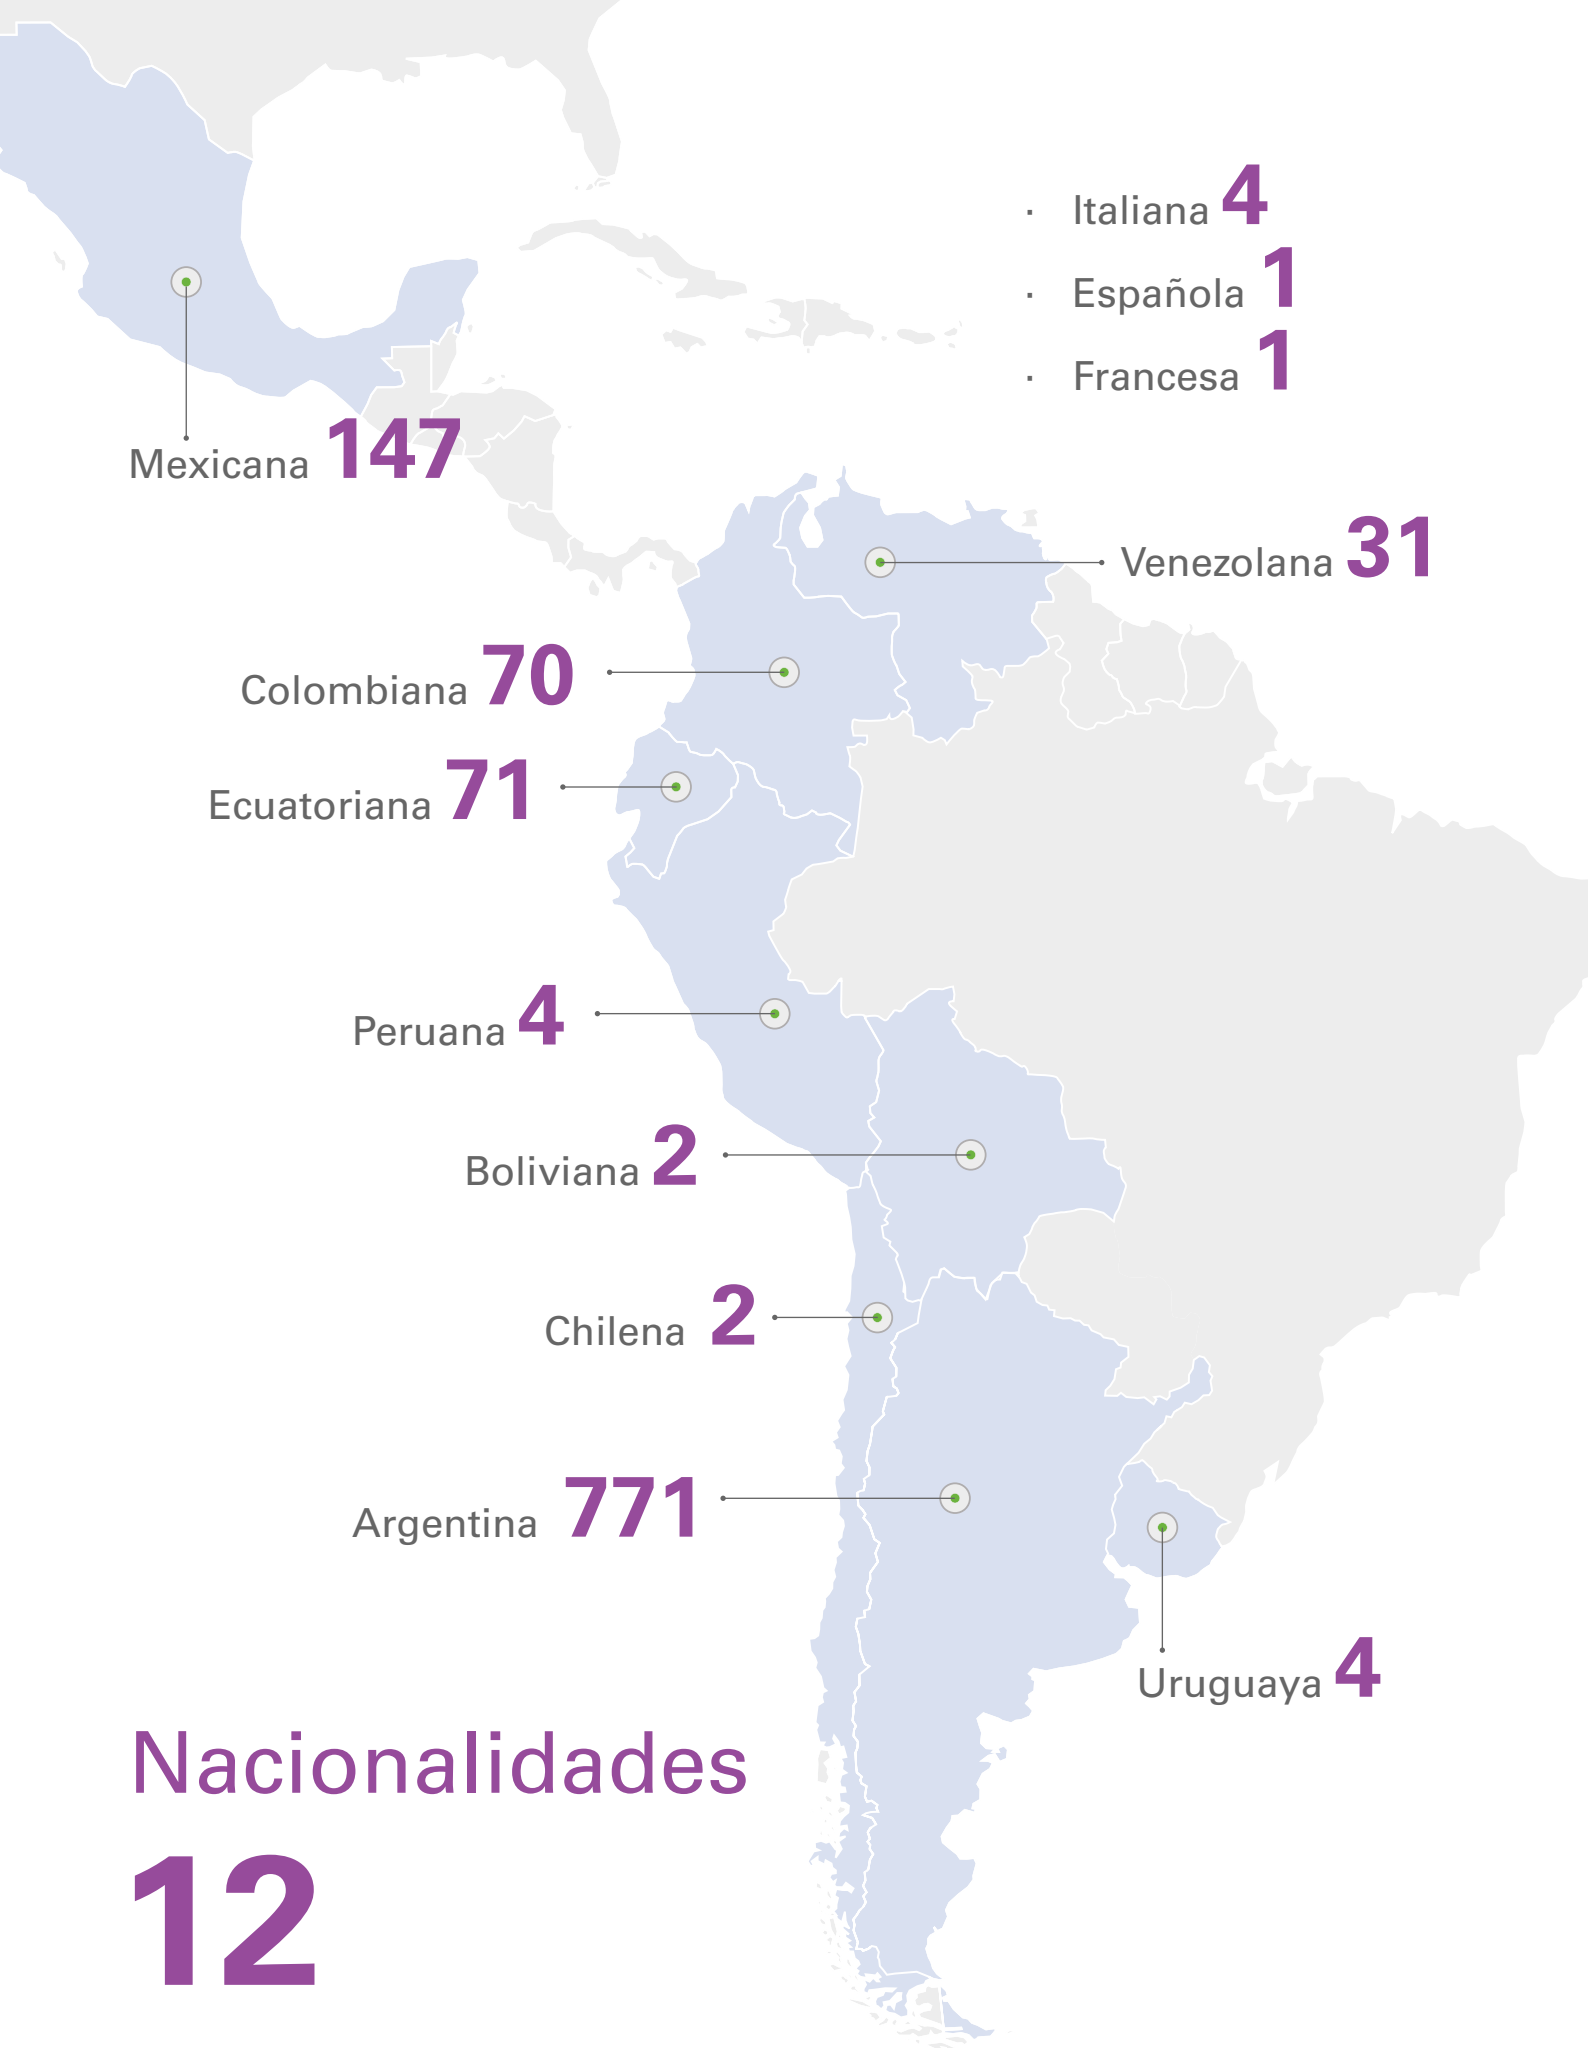 · Italiana 4
· Española 1
· Francesa 1
Mexicana 147
Venezolana 31
Colombiana 70
Ecuatoriana 71
Peruana 4
Boliviana 2
Chilena 2
Argentina 771
Uruguaya 4
Nacionalidades
12